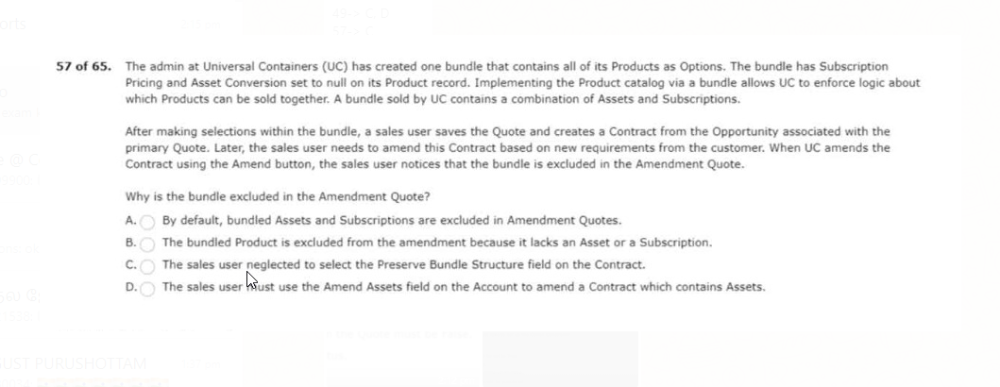 57 of 65. The admin at Universal Containers (UC) has created one bundle that contains all of its Products as Options. The bundle has Subscription
Pricing and Asset Conversion set to null on its Product record. Implementing the Product catalog via a bundle allows UC to enforce logic about
which Products can be sold together. A bundle sold by UC contains a combination of Assets and Subscriptions.
After making selections within the bundle, a sales user saves the Quote and creates a Contract from the Opportunity associated with the
primary Quote. Later, the sales user needs to amend this Contract based on new requirements from the customer. When UC amends the
Contract using the Amend button, the sales user notices that the bundle is excluded in the Amendment Quote.
Why is the bundle excluded in the Amendment Quote?
A. By default, bundled Assets and Subscriptions are excluded in Amendment Quotes.
B. The bundled Product is excluded from the amendment because it lacks an Asset or a Subscription.
C. The sales user neglected to select the Preserve Bundle Structure field on the Contract.
D. The sales user must use the Amend Assets field on the Account to amend a Contract which contains Assets.
UST PURUSHOTTAM